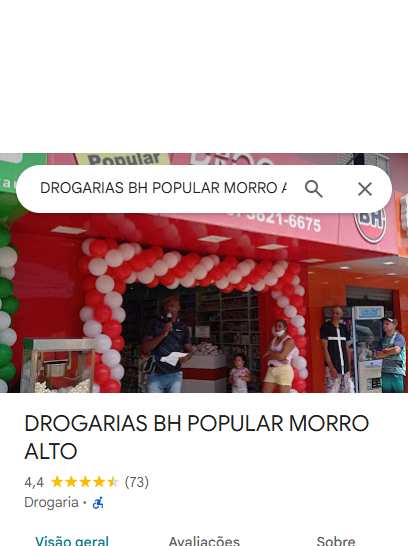 Popular
DROGARIAS BH POPULAR MORRO
3621-6675
BH
DROGARIAS BH POPULAR MORRO
ALTO
4,4 (73)
Drogaria •
Visão geral Avaliações Sobre